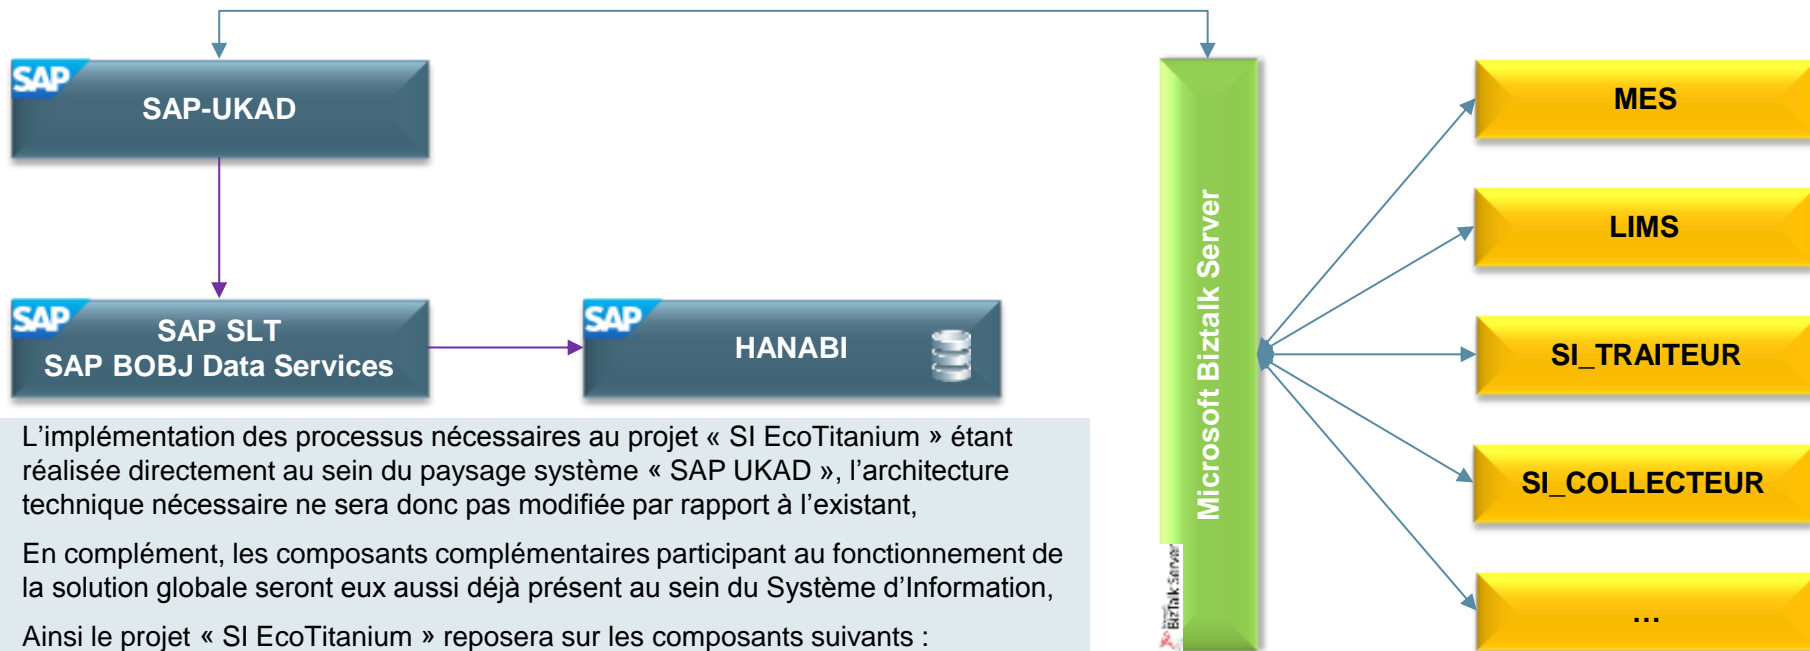 SAP
SAP-UKAD
SAP
SAP SLT
SAP BOBJ Data Services
SAP
HANABI
L’implémentation des processus nécessaires au projet « SI EcoTitanium » étant
réalisée directement au sein du paysage système « SAP UKAD », l’architecture
technique nécessaire ne sera donc pas modifiée par rapport à l’existant,
En complément, les composants complémentaires participant au fonctionnement de
la solution globale seront eux aussi déjà présent au sein du Système d’Information,
Ainsi le projet « SI EcoTitanium » reposera sur les composants suivants :
Microsoft Biztalk Server
BizTalk Server
MES
LIMS
SI_TRAITEUR
SI_COLLECTEUR
…